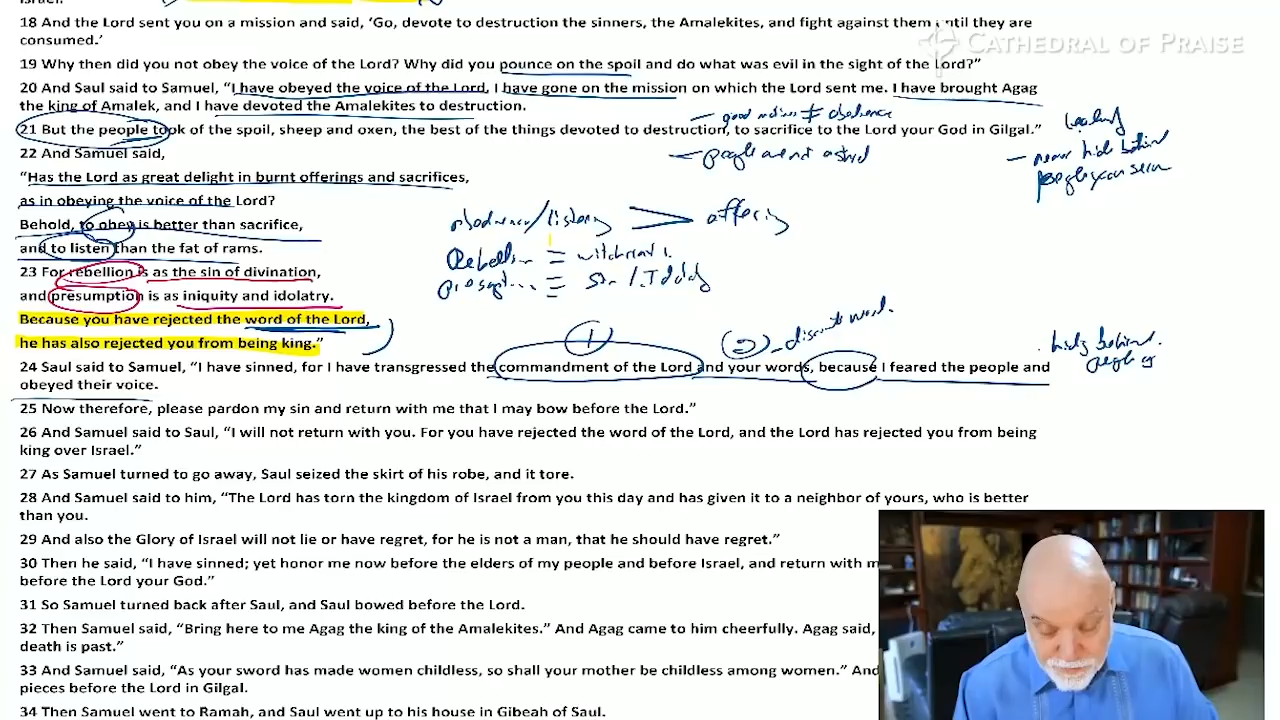 Israel.
18 And the Lord sent you on a mission and said, ‘Go, devote to destruction the sinners, the Amalekites, and fight against them until they are
consumed.’
CATHEDRAL OF PRAISE
19 Why then did you not obey the voice of the Lord? Why did you pounce on the spoil and do what was evil in the sight of the Lord?”
20 And Saul said to Samuel, “I have obeyed the voice of the Lord, I have gone on the mission on which the Lord sent me. I have brought Agag
the king of Amalek, and I have devoted the Amalekites to destruction.
good motives ≠ obedience
21 But the people took of the spoil, sheep and oxen, the best of the things devoted to destruction, to sacrifice to the Lord your God in Gilgal.”
people are not
never hide behind
people
22 And Samuel said,
“Has the Lord as great delight in burnt offerings and sacrifices,
as in obeying the voice of the Lord?
Behold, to obey is better than sacrifice,
obedience/listening > offering
and to listen than the fat of rams.
Rebellion =
23 For rebellion is as the sin of divination,
= sin /
and presumption is as iniquity and idolatry.
Because you have rejected the word of the Lord,
he has also rejected you from being king.”
1
2
hiding behind
people
24 Saul said to Samuel, “I have sinned, for I have transgressed the commandment of the Lord and your words, because I feared the people and
obeyed their voice.
25 Now therefore, please pardon my sin and return with me that I may bow before the Lord.”
26 And Samuel said to Saul, “I will not return with you. For you have rejected the word of the Lord, and the Lord has rejected you from being
king over Israel.”
27 As Samuel turned to go away, Saul seized the skirt of his robe, and it tore.
28 And Samuel said to him, “The Lord has torn the kingdom of Israel from you this day and has given it to a neighbor of yours, who is better
than you.
29 And also the Glory of Israel will not lie or have regret, for he is not a man, that he should have regret.”
30 Then he said, “I have sinned; yet honor me now before the elders of my people and before Israel, and return with
before the Lord your God.”
31 So Samuel turned back after Saul, and Saul bowed before the Lord.
32 Then Samuel said, “Bring here to me Agag the king of the Amalekites.” And Agag came to him cheerfully. Agag said,
death is past.”
33 And Samuel said, “As your sword has made women childless, so shall your mother be childless among women.” And
pieces before the Lord in Gilgal.
34 Then Samuel went to Ramah, and Saul went up to his house in Gibeah of Saul.